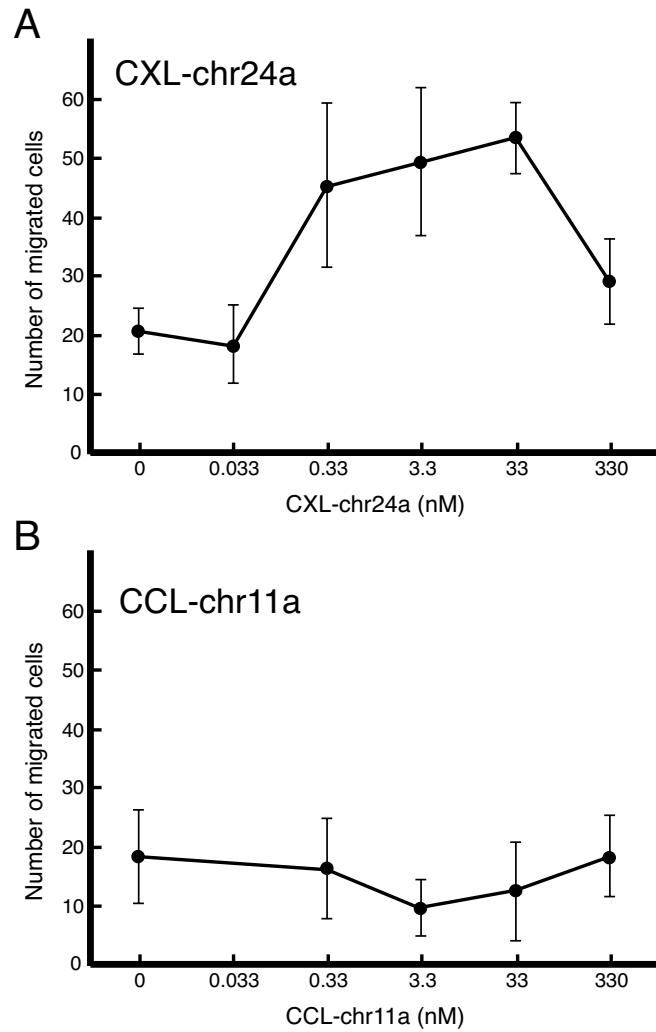 A
CXL-chr24a
Number of migrated cells
60
50
40
30
20
10
0
0 0.033 0.33 3.3 33 330
CXL-chr24a (nM)
B
CCL-chr11a
Number of migrated cells
60
50
40
30
20
10
0
0 0.033 0.33 3.3 33 330
CCL-chr11a (nM)